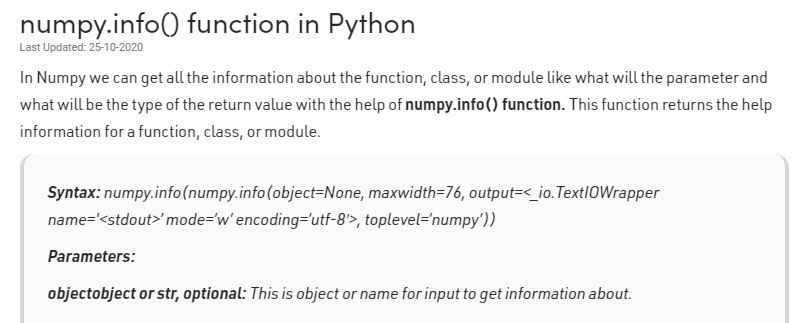 numpy.info() function in Python
Last Updated: 25-10-2020
In Numpy we can get all the information about the function, class, or module like what will the parameter and
what will be the type of the return value with the help of numpy.info() function. This function returns the help
information for a function, class, or module.
Syntax: numpy.info(numpy.info(object=None, maxwidth=76, output=<_io.TextIOWrapper
name='<stdout>' mode='w' encoding='utf-8'>, toplevel='numpy'))
Parameters:
objectobject or str, optional: This is object or name for input to get information about.